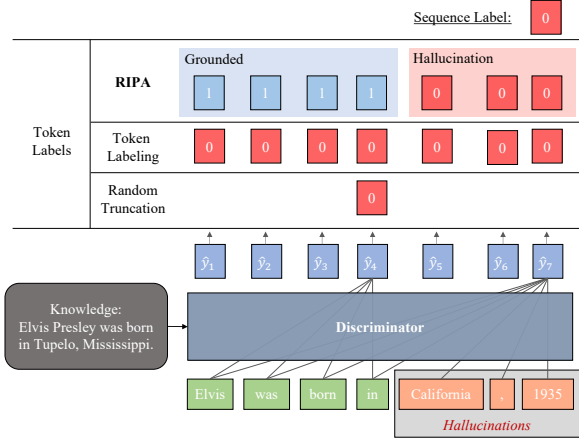 Sequence Label: 0
Grounded Hallucination
RIPA 1 1 1 1 0 0 0
Token Labels
Token Labeling 0 0 0 0 0 0 0
Random Truncation 0
ŷ₁ ŷ₂ ŷ₃ ŷ₄ ŷ₅ ŷ₆ ŷ₇
Knowledge:
Elvis Presley was born
in Tupelo, Mississippi.
Discriminator
Elvis was born in California , 1935
Hallucinations